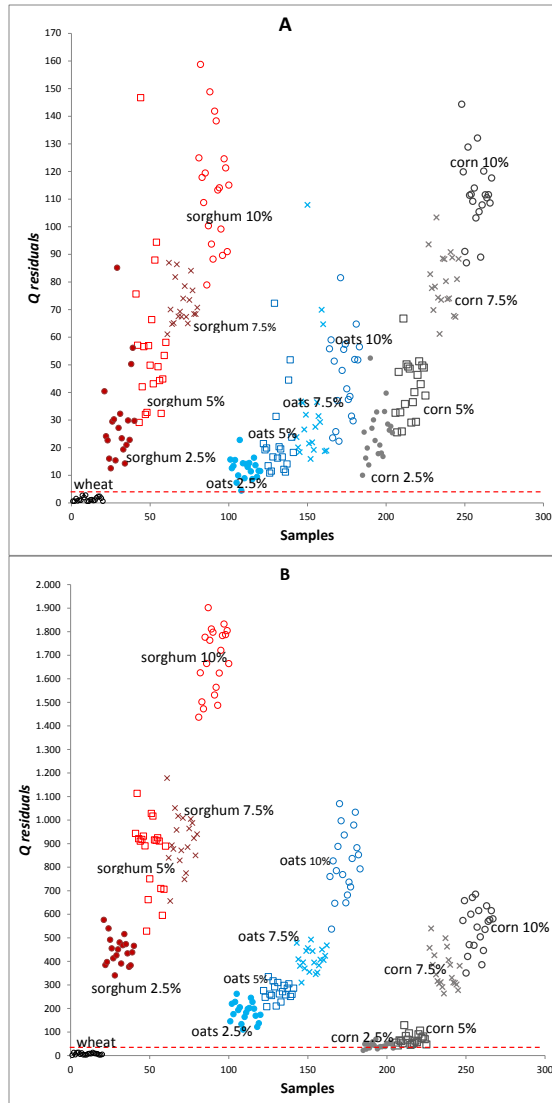 A
170
160
150
140
130
120
110
100
90
80
70
60
50
40
30
20
10
0
Q residuals
corn 10%
sorghum 10%
corn 7.5%
sorghum 7.5%
oats 10%
oats 7.5%
sorghum 5%
corn 5%
oats 5%
sorghum 2.5%
corn 2.5%
oats 2.5%
wheat
0 50 100 150 200 250 300
Samples
B
2.000
1.900
1.800
1.700
1.600
1.500
1.400
1.300
1.200
1.100
1.000
900
800
700
600
500
400
300
200
100
0
Q residuals
sorghum 10%
sorghum 7.5%
sorghum 5%
oats 10%
corn 10%
oats 7.5%
corn 7.5%
oats 5%
sorghum 2.5%
oats 2.5%
corn 2.5%
corn 5%
wheat
0 50 100 150 200 250 300
Samples